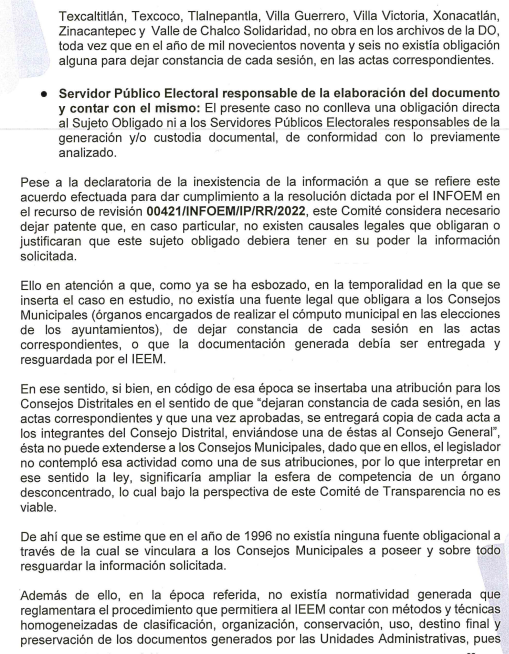 Texcaltitlán, Texcoco, Tlalnepantla, Villa Guerrero, Villa Victoria, Xonacatlán,
Zinacantepec y Valle de Chalco Solidaridad, no obra en los archivos de la DO,
toda vez que en el año de mil novecientos noventa y seis no existía obligación
alguna para dejar constancia de cada sesión, en las actas correspondientes.
• Servidor Público Electoral responsable de la elaboración del documento
y contar con el mismo: El presente caso no conlleva una obligación directa
al Sujeto Obligado ni a los Servidores Públicos Electorales responsables de la
generación y/o custodia documental, de conformidad con lo previamente
analizado.
Pese a la declaratoria de la inexistencia de la información a que se refiere este
acuerdo efectuada para dar cumplimiento a la resolución dictada por el INFOEM en
el recurso de revisión 00421/INFOEM/IP/RR/2022, este Comité considera necesario
dejar patente que, en caso particular, no existen causales legales que obligaran o
justificaran que este sujeto obligado debiera tener en su poder la información
solicitada.
Ello en atención a que, como ya se ha esbozado, en la temporalidad en la que se
inserta el caso en estudio, no existía una fuente legal que obligara a los Consejos
Municipales (órganos encargados de realizar el cómputo municipal en las elecciones
de los ayuntamientos), de dejar constancia de cada sesión en las actas
correspondientes, o que la documentación generada debía ser entregada y
resguardada por el IEEM.
En ese sentido, si bien, en código de esa época se insertaba una atribución para los
Consejos Distritales en el sentido de que “dejaran constancia de cada sesión, en las
actas correspondientes y que una vez aprobadas, se entregará copia de cada acta a
los integrantes del Consejo Distrital, enviándose una de éstas al Consejo General”,
ésta no puede extenderse a los Consejos Municipales, dado que en ellos, el legislador
no contempló esa actividad como una de sus atribuciones, por lo que interpretar en
ese sentido la ley, significaría ampliar la esfera de competencia de un órgano
desconcentrado, lo cual bajo la perspectiva de este Comité de Transparencia no es
viable.
De ahí que se estime que en el año de 1996 no existía ninguna fuente obligacional a
través de la cual se vinculara a los Consejos Municipales a poseer y sobre todo
resguardar la información solicitada.
Además de ello, en la época referida, no existía normatividad generada que
reglamentara el procedimiento que permitiera al IEEM contar con métodos y técnicas
homogeneizadas de clasificación, organización, conservación, uso, destino final y
preservación de los documentos generados por las Unidades Administrativas, pues